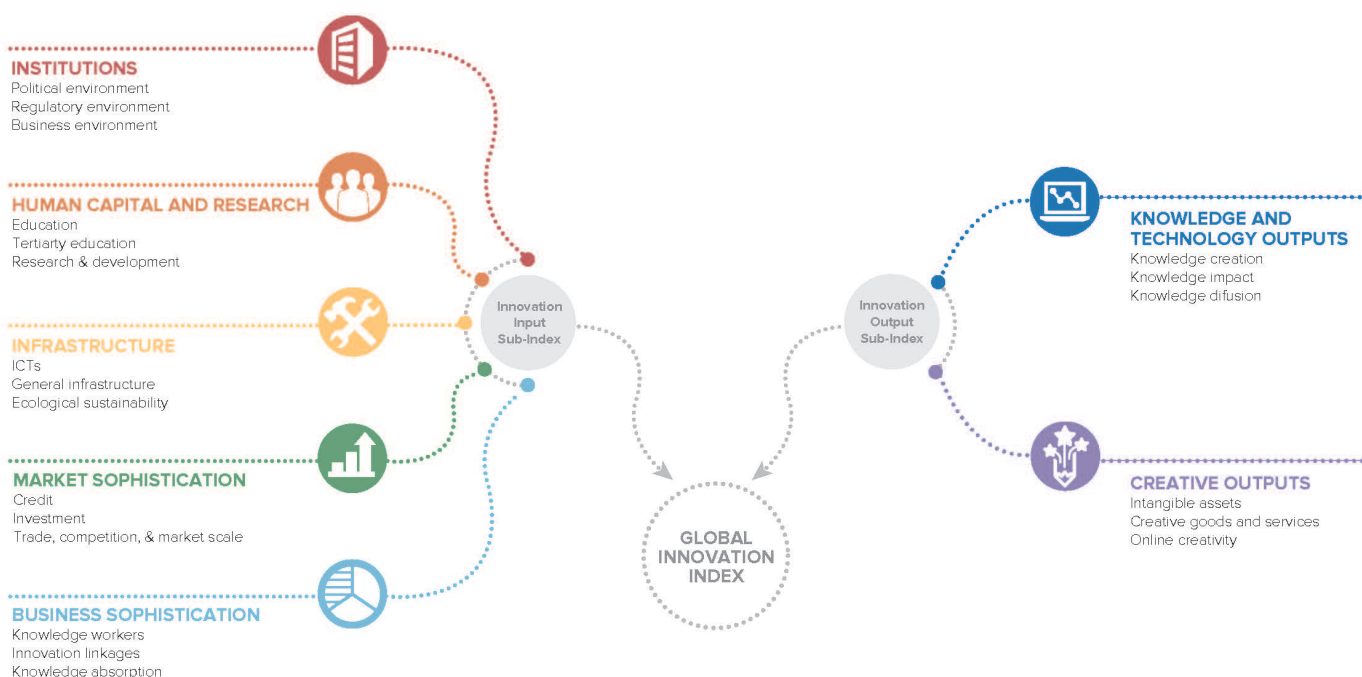 INSTITUTIONS
Political environment
Regulatory environment
Business environment
HUMAN CAPITAL AND RESEARCH
Education
Tertiarty education
Research & development
INFRASTRUCTURE
ICTs
General infrastructure
Ecological sustainability
MARKET SOPHISTICATION
Credit
Investment
Trade, competition, & market scale
BUSINESS SOPHISTICATION
Knowledge workers
Innovation linkages
Knowledge absorption
Innovation
Input
Sub-Index
GLOBAL
INNOVATION
INDEX
Innovation
Output
Sub-Index
KNOWLEDGE AND
TECHNOLOGY OUTPUTS
Knowledge creation
Knowledge impact
Knowledge difusion
CREATIVE OUTPUTS
Intangible assets
Creative goods and services
Online creativity